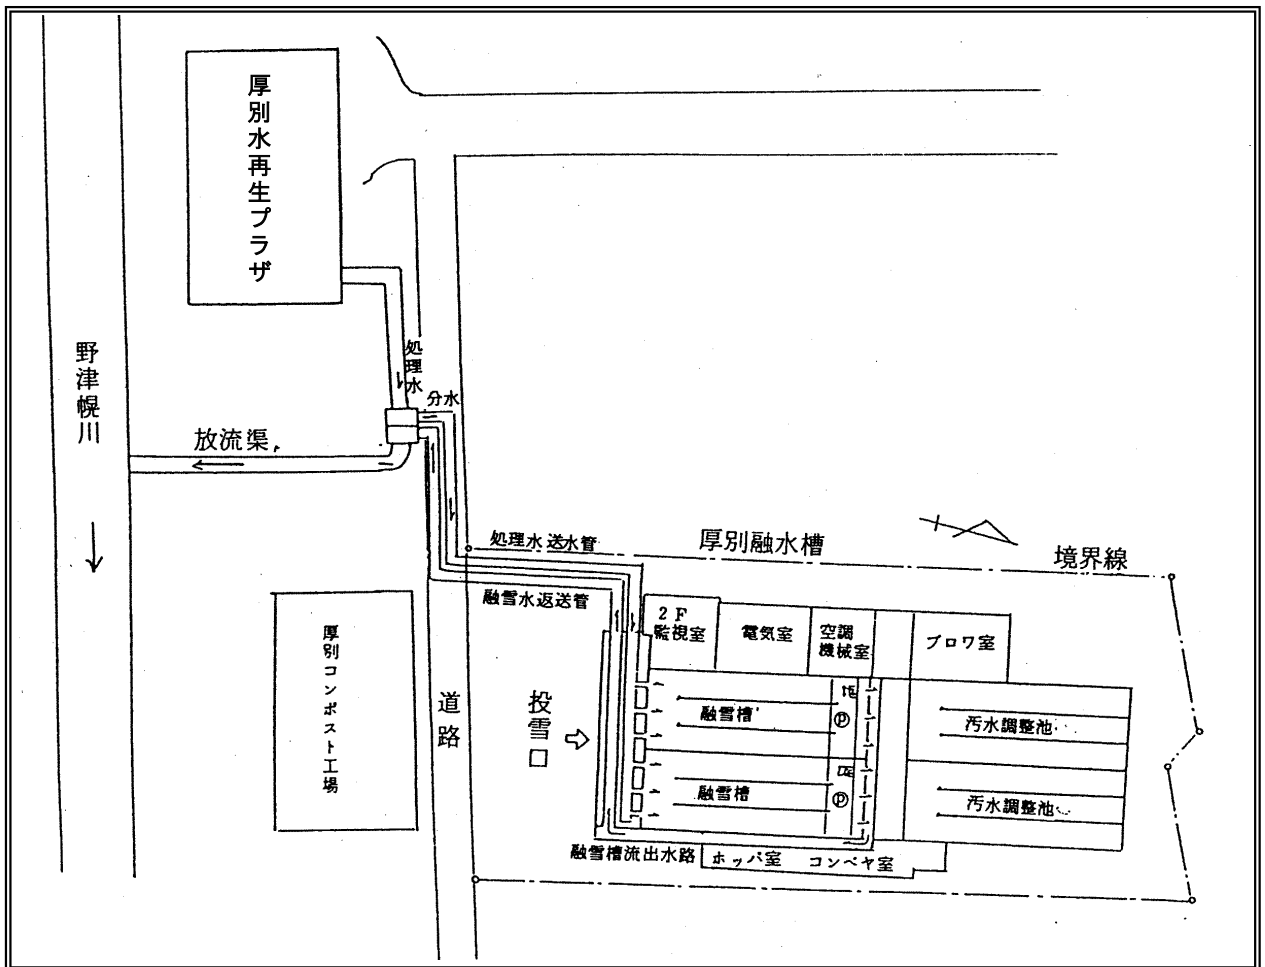 厚別水再生プラザ
処理水
分水
野津幌川
放流渠
処理水送水管
厚別融水槽
境界線
融雪水返送管
2F
監視室
電気室
空調
機械室
ブロワ室
厚別コンポスト工場
道路
投雪口
融雪槽
P
汚水調整池
融雪槽
P
汚水調整池
融雪槽流出水路
ホッパ室
コンベヤ室